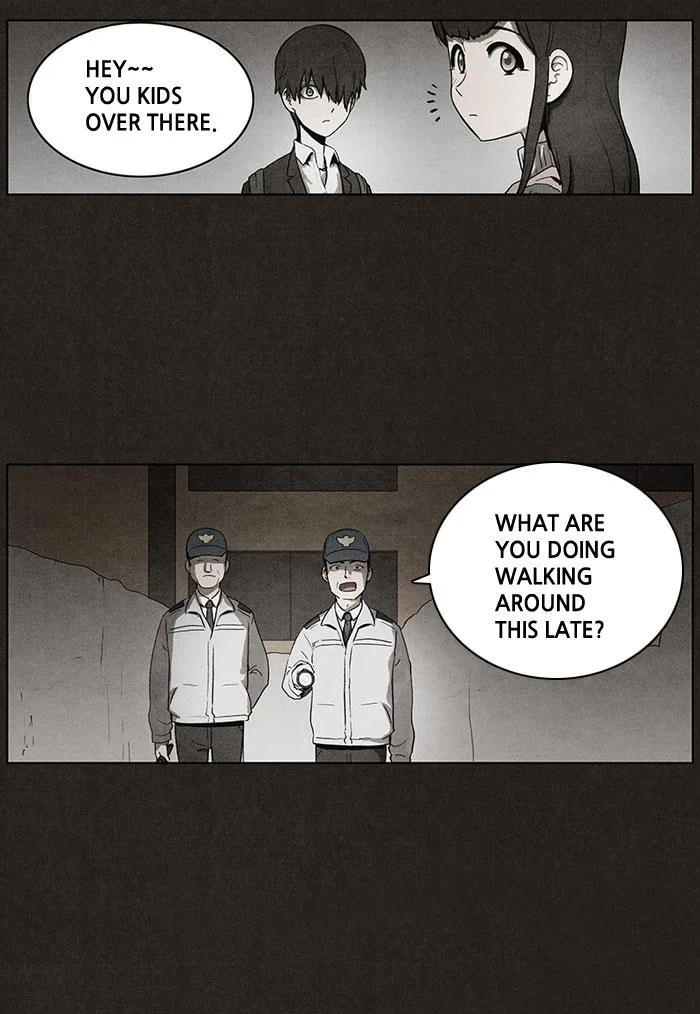 HEY~~
YOU KIDS
OVER THERE.
WHAT ARE
YOU DOING
WALKING
AROUND
THIS LATE?